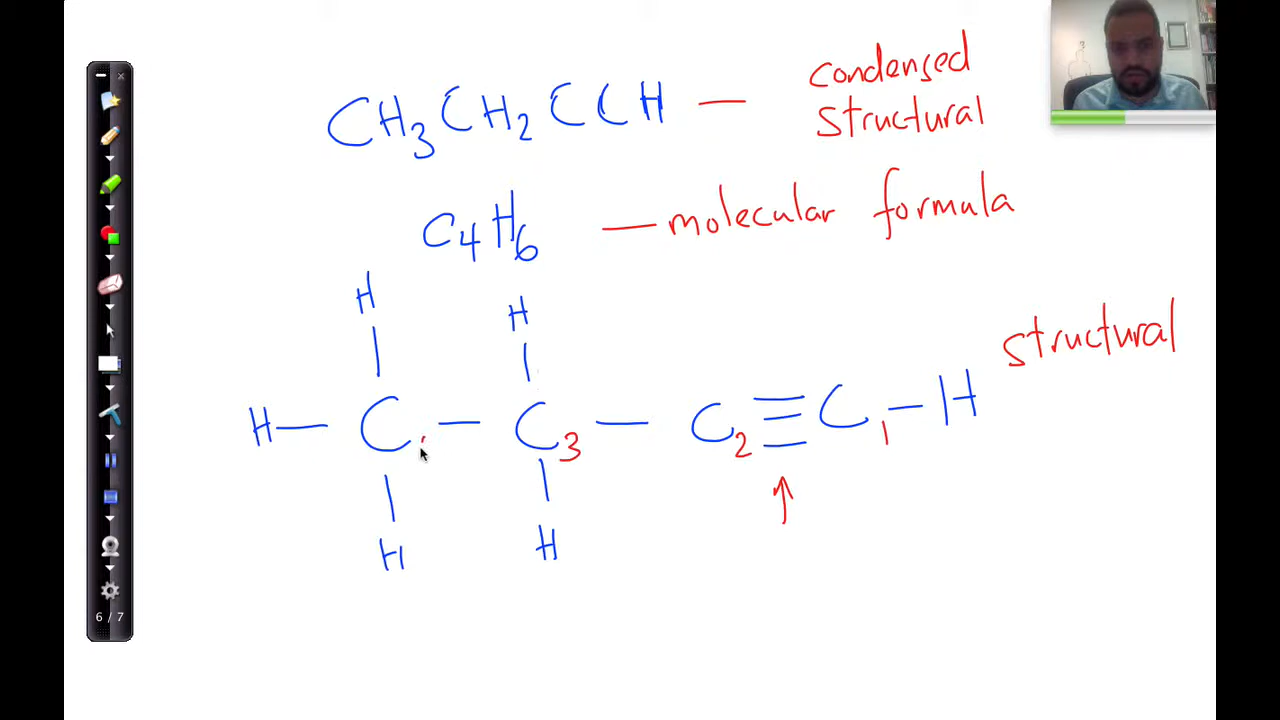 CH₃CH₂CCH — condensed
structural
C₄H₆ — molecular formula
H H
structural
H — C — C₃ — C₂ ≡ C₁ — H
H H
6 / 7